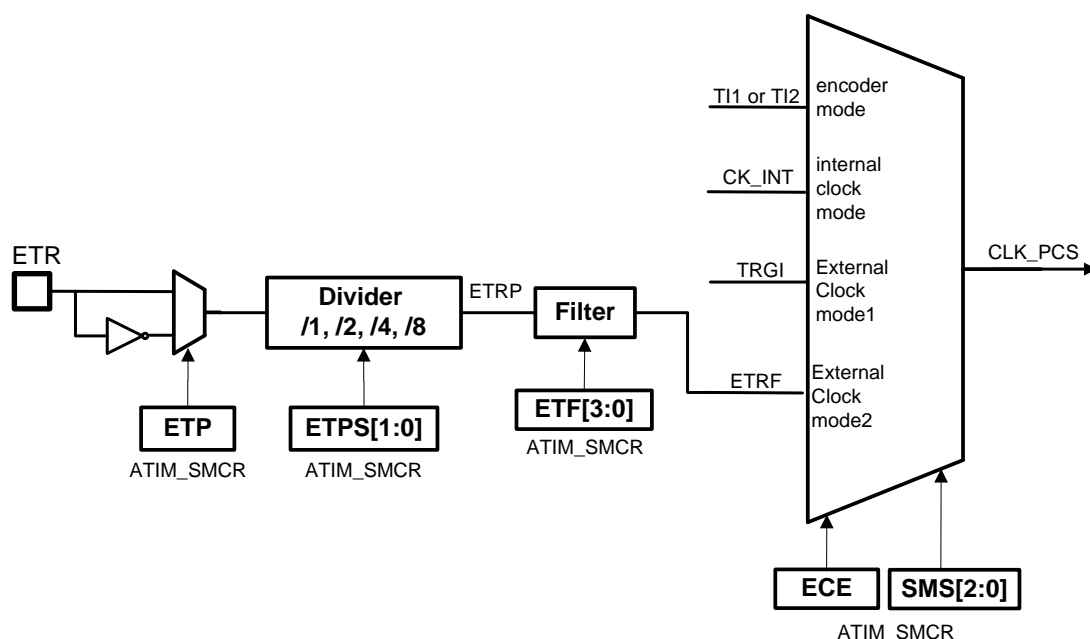 TI1 or TI2
encoder
mode
CK_INT
internal
clock
mode
ETR
CLK_PCS
TRGI
External
Clock
mode1
Divider
/1, /2, /4, /8
ETRP
Filter
ETRF
External
Clock
mode2
ETP
ATIM_SMCR
ETPS[1:0]
ATIM_SMCR
ETF[3:0]
ATIM_SMCR
ECE
SMS[2:0]
ATIM_SMCR